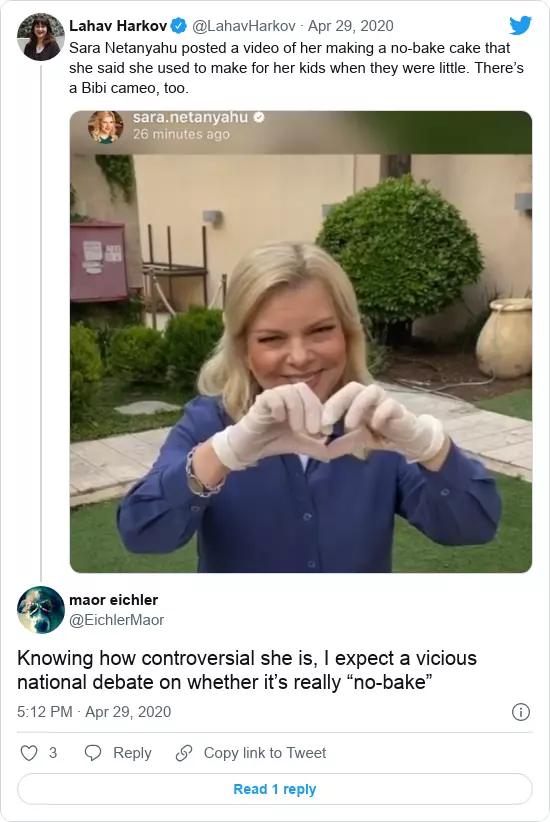 Lahav Harkov @LahavHarkov · Apr 29, 2020
Sara Netanyahu posted a video of her making a no-bake cake that
she said she used to make for her kids when they were little. There’s
a Bibi cameo, too.
sara.netanyahu
26 minutes ago
maor eichler
@EichlerMaor
Knowing how controversial she is, I expect a vicious
national debate on whether it’s really “no-bake”
5:12 PM · Apr 29, 2020
3 Reply Copy link to Tweet
Read 1 reply